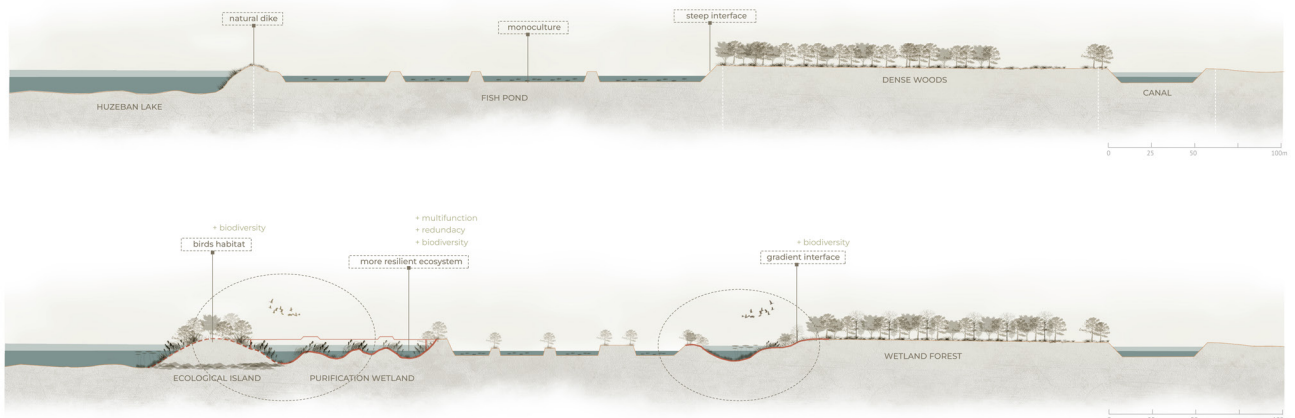 natural dike
monoculture
steep interface
HUZEBAN LAKE
FISH POND
DENSE WOODS
CANAL
0 25 50 100m
+ biodiversity
birds habitat
+ multifunction
+ redundacy
+ biodiversity
more resilient ecosystem
+ biodiversity
gradient interface
ECOLOGICAL ISLAND
PURIFICATION WETLAND
WETLAND FOREST